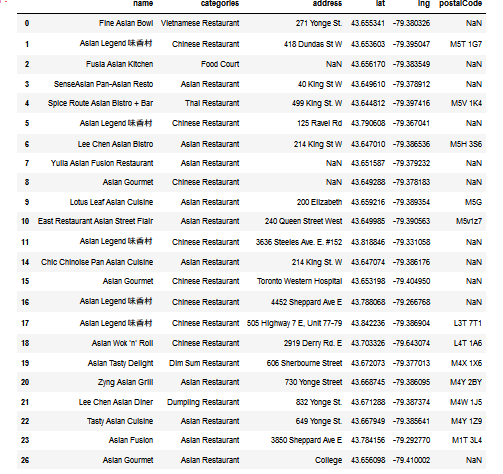 name categories address lat lng postalCode
0 Fine Asian Bowl Vietnamese Restaurant 271 Yonge St. 43.655341 -79.380326 NaN
1 Asian Legend 味香村 Chinese Restaurant 418 Dundas St W 43.653603 -79.395047 M5T 1G7
2 Fusia Asian Kitchen Food Court NaN 43.656170 -79.383549 NaN
3 SenseAsian Pan-Asian Resto Asian Restaurant 40 King St W 43.649610 -79.378912 NaN
4 Spice Route Asian Bistro + Bar Thai Restaurant 499 King St. W 43.644812 -79.397416 M5V 1K4
5 Asian Legend 味香村 Chinese Restaurant 125 Ravel Rd 43.790608 -79.367041 NaN
6 Lee Chen Asian Bistro Asian Restaurant 214 King St W 43.647010 -79.386536 M5H 3S6
7 Yulla Asian Fusion Restaurant Asian Restaurant NaN 43.651587 -79.379232 NaN
8 Asian Gourmet Chinese Restaurant NaN 43.649288 -79.378183 NaN
9 Lotus Leaf Asian Cuisine Asian Restaurant 200 Elizabeth 43.659216 -79.389354 M5G
10 East Restaurant Asian Street Flair Asian Restaurant 240 Queen Street West 43.649985 -79.390563 M5v1z7
11 Asian Legend 味香村 Chinese Restaurant 3636 Steeles Ave. E. #152 43.818846 -79.331058 NaN
14 Chic Chinoise Pan Asian Cuisine Asian Restaurant 214 King St. W 43.647074 -79.386176 NaN
15 Asian Gourmet Chinese Restaurant Toronto Western Hospital 43.653198 -79.404950 NaN
16 Asian Legend 味香村 Chinese Restaurant 4452 Sheppard Ave E 43.788068 -79.266768 NaN
17 Asian Legend 味香村 Chinese Restaurant 505 Highway 7 E, Unit 77-79 43.842236 -79.386904 L3T 7T1
18 Asian Wok 'n' Roll Chinese Restaurant 2919 Derry Rd. E 43.703326 -79.643074 L4T 1A6
19 Asian Tasty Delight Dim Sum Restaurant 606 Sherbourne Street 43.672073 -79.377013 M4X 1X6
20 Zyng Asian Grill Asian Restaurant 730 Yonge Street 43.668745 -79.386095 M4Y 2BY
21 Lee Chen Asian Diner Dumpling Restaurant 832 Yonge St. 43.671288 -79.387374 M4W 1J5
22 Tasty Asian Cuisine Asian Restaurant 649 Yonge St. 43.667949 -79.385641 M4Y 1Z9
23 Asian Fusion Asian Restaurant 3850 Sheppard Ave E 43.784156 -79.292770 M1T 3L4
26 Asian Gourmet Asian Restaurant College 43.656098 -79.410002 NaN